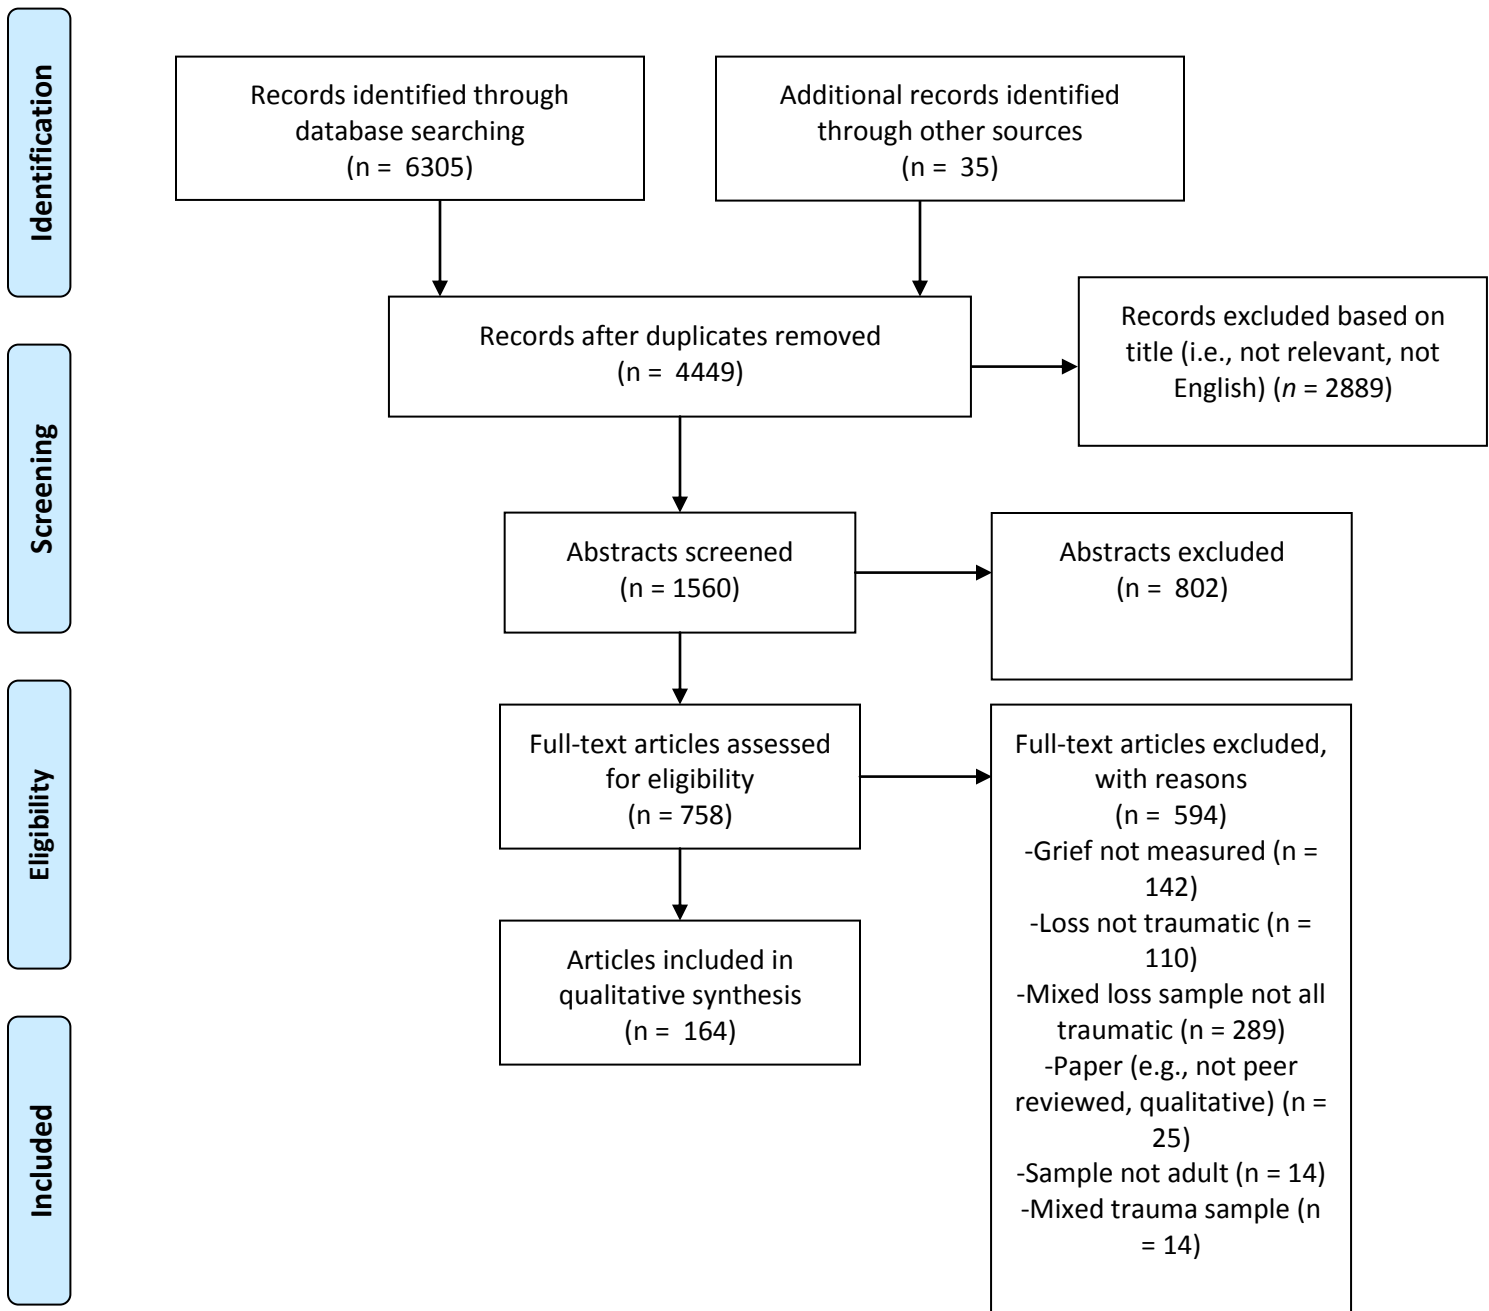 Identification
Records identified through
database searching
(n =  6305)
Additional records identified
through other sources
(n =  35)
Records after duplicates removed
(n =  4449)
Records excluded based on
title (i.e., not relevant, not
English) (n = 2889)
Screening
Abstracts screened
(n = 1560)
Abstracts excluded
(n =  802)
Eligibility
Full-text articles assessed
for eligibility
(n = 758)
Full-text articles excluded,
with reasons
(n =  594)
-Grief not measured (n =
142)
-Loss not traumatic (n =
110)
-Mixed loss sample not all
traumatic (n = 289)
-Paper (e.g., not peer
reviewed, qualitative) (n =
25)
-Sample not adult (n = 14)
-Mixed trauma sample (n
= 14)
Included
Articles included in
qualitative synthesis
(n =  164)